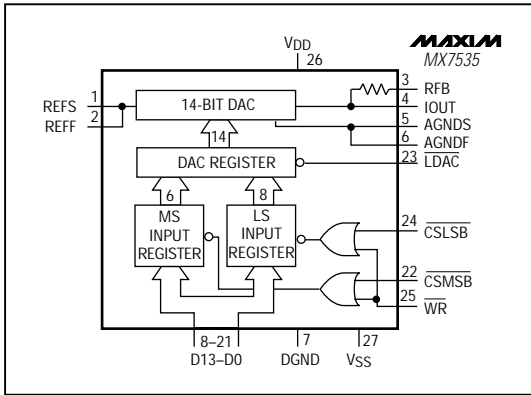 VDD
26
MAXIM
MX7535
REFS 1
REFF 2
14-BIT DAC
3 RFB
4 IOUT
5 AGNDS
6 AGNDF
14
DAC REGISTER
23 LDAC
6
8
MS
INPUT
REGISTER
LS
INPUT
REGISTER
24 CSLSB
22 CSMSB
25 WR
8–21
D13–D0
7
DGND
27
VSS